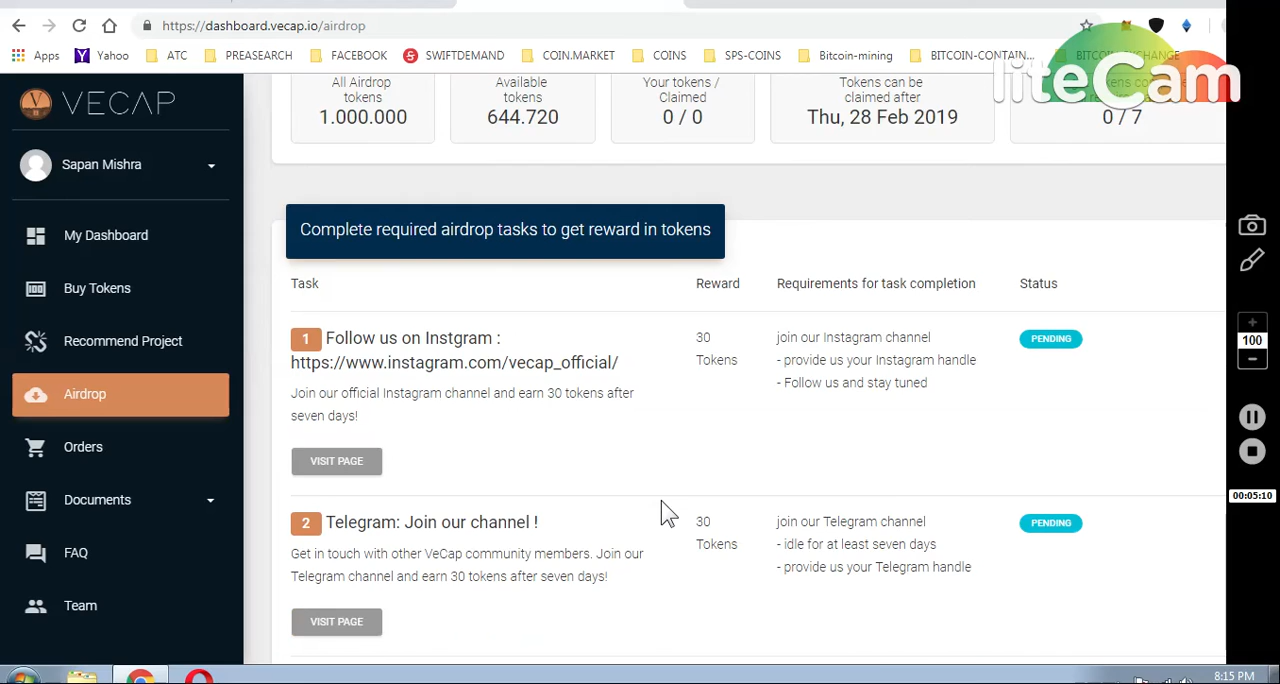 https://dashboard.vecap.io/airdrop
Apps
Yahoo
ATC
PREASEARCH
FACEBOOK
SWIFTDEMAND
COIN.MARKET
COINS
SPS-COINS
Bitcoin-mining
BITCOIN-CONTAIN...
BITCOIN-EXCHANGE
liteCam
VECAP
Sapan Mishra
My Dashboard
Buy Tokens
Recommend Project
Airdrop
Orders
Documents
FAQ
Team
All Airdrop
tokens
1.000.000
Available
tokens
644.720
Your tokens /
Claimed
0 / 0
Tokens can be
claimed after
Thu, 28 Feb 2019
0 / 7
Complete required airdrop tasks to get reward in tokens
Task
Reward
Requirements for task completion
Status
1 Follow us on Instgram :
https://www.instagram.com/vecap_official/
Join our official Instagram channel and earn 30 tokens after
seven days!
VISIT PAGE
30
Tokens
join our Instagram channel
- provide us your Instagram handle
- Follow us and stay tuned
PENDING
2 Telegram: Join our channel !
Get in touch with other VeCap community members. Join our
Telegram channel and earn 30 tokens after seven days!
VISIT PAGE
30
Tokens
join our Telegram channel
- idle for at least seven days
- provide us your Telegram handle
PENDING
100
00:05:10
8:15 PM